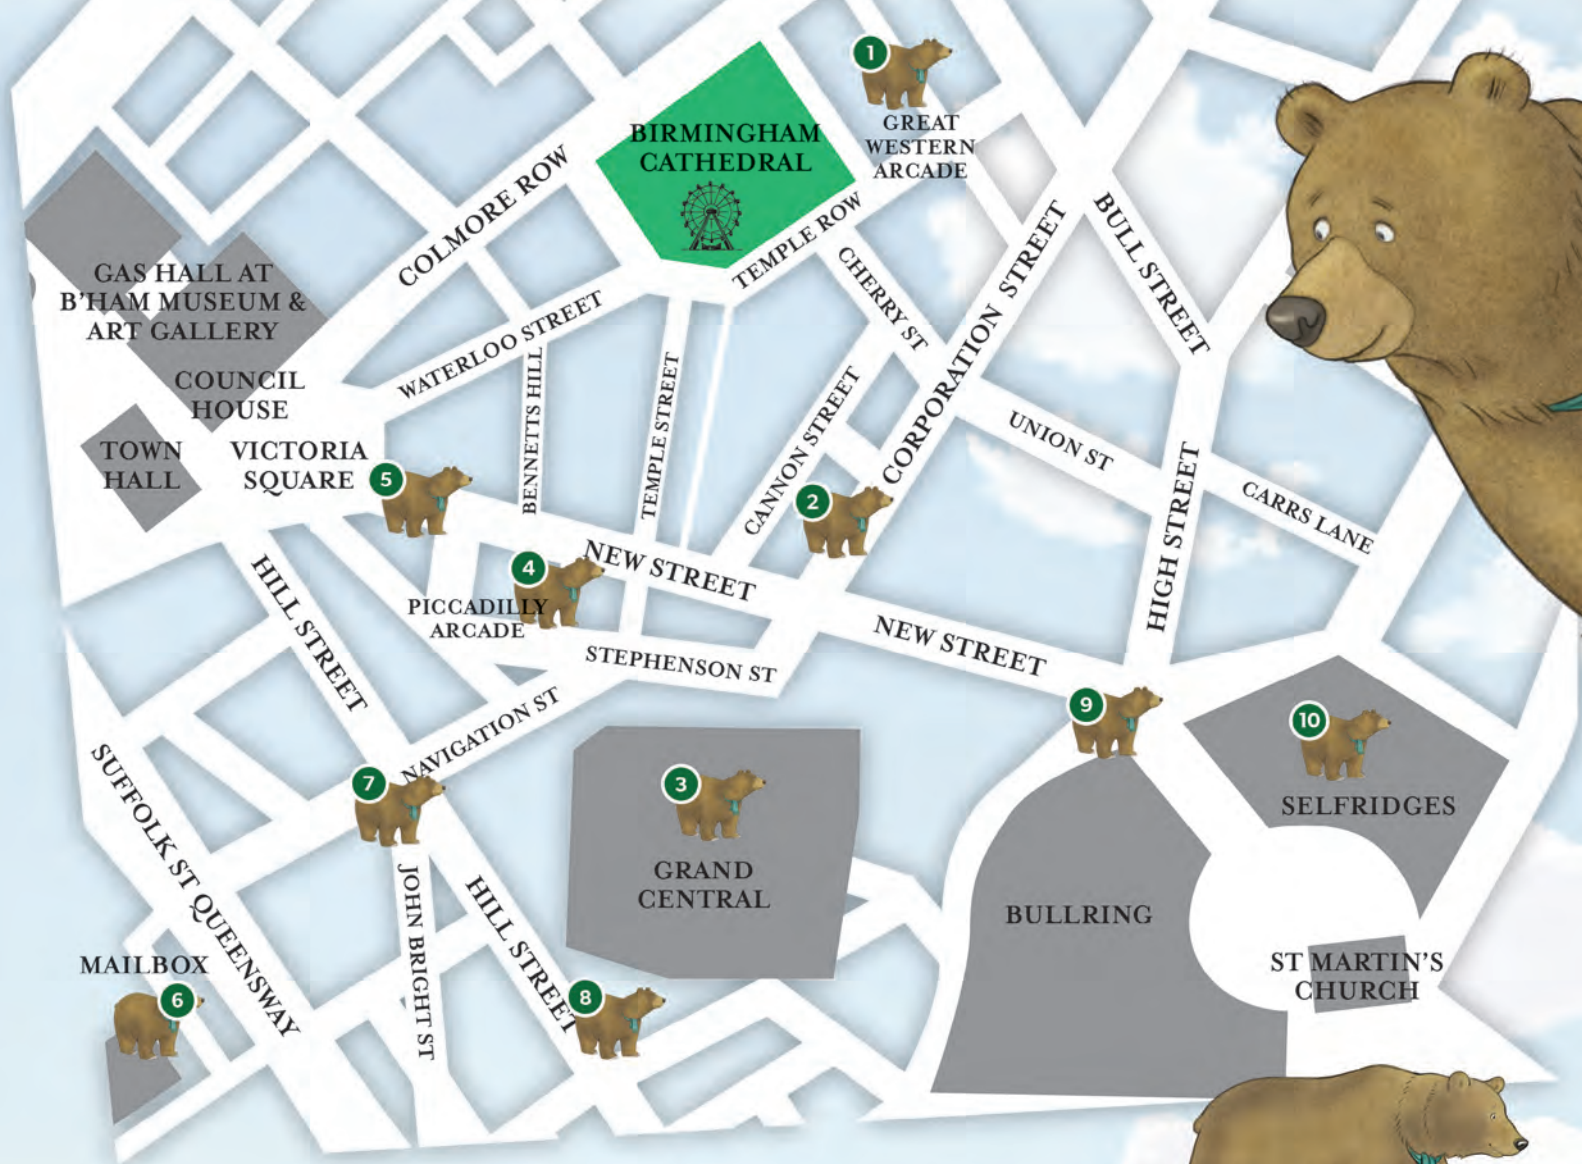 1
GREAT
WESTERN
ARCADE
BIRMINGHAM
CATHEDRAL
COLMORE ROW
TEMPLE ROW
BULL STREET
CHERRY ST
CORPORATION STREET
GAS HALL AT
B'HAM MUSEUM &
ART GALLERY
WATERLOO STREET
BENNETTS HILL
TEMPLE STREET
CANNON STREET
COUNCIL
HOUSE
TOWN
HALL
VICTORIA
SQUARE
5
2
UNION ST
HIGH STREET
CARRS LANE
4
PICCADILLY
ARCADE
NEW STREET
NEW STREET
HILL STREET
STEPHENSON ST
NAVIGATION ST
9
10
SELFRIDGES
7
3
GRAND
CENTRAL
SUFFOLK ST QUEENSWAY
JOHN BRIGHT ST
HILL STREET
BULLRING
MAILBOX
6
8
ST MARTIN'S
CHURCH